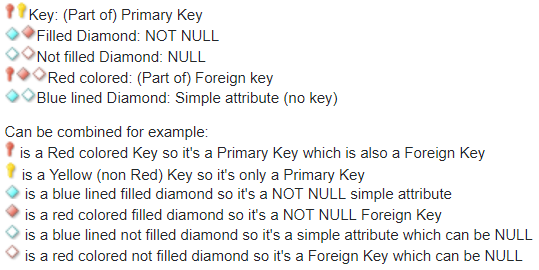 Key: (Part of) Primary Key
Filled Diamond: NOT NULL
Not filled Diamond: NULL
Red colored: (Part of) Foreign key
Blue lined Diamond: Simple attribute (no key)
Can be combined for example:
is a Red colored Key so it's a Primary Key which is also a Foreign Key
is a Yellow (non Red) Key so it's only a Primary Key
is a blue lined filled diamond so it's a NOT NULL simple attribute
is a red colored filled diamond so it's a NOT NULL Foreign Key
is a blue lined not filled diamond so it's a simple attribute which can be NULL
is a red colored not filled diamond so it's a Foreign Key which can be NULL